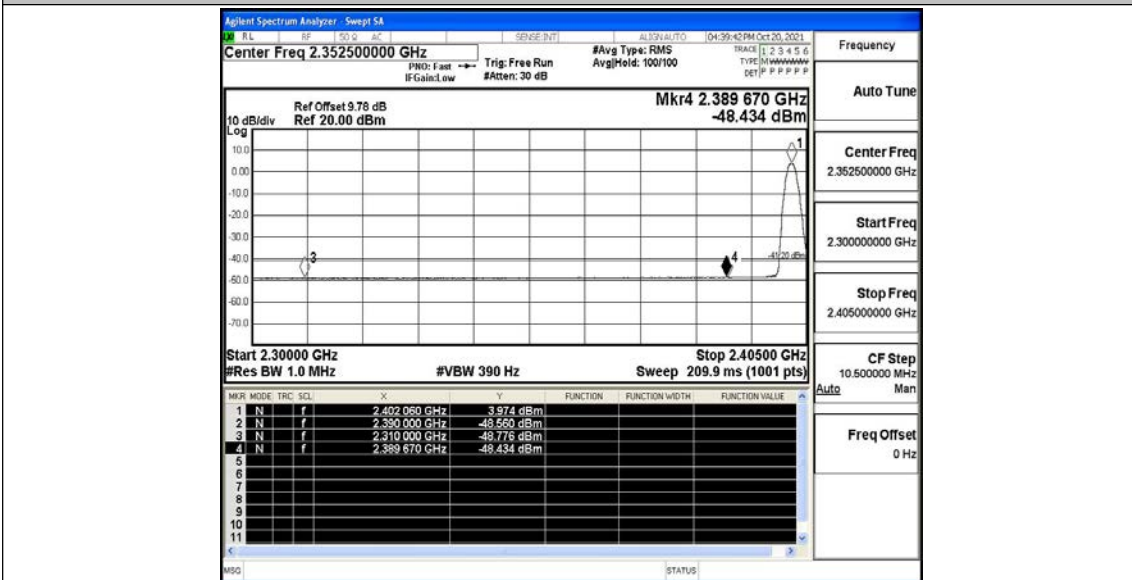 Agilent Spectrum Analyzer - Swept SA
RL RF 50 Ω AC SENSE:INT ALIGN AUTO 04:39:42 PM Oct 20, 2021
Center Freq 2.352500000 GHz
PNO: Fast
IFGain:Low
Trig: Free Run
#Atten: 30 dB
#Avg Type: RMS
Avg|Hold: 100/100
TRACE 1 2 3 4 5 6
TYPE M
DET P P P P P P
Mkr4 2.389 670 GHz
-48.434 dBm
Ref Offset 9.78 dB
10 dB/div Ref 20.00 dBm
Log
10.0
0.00
-10.0
-20.0
-30.0
-40.0
-50.0
-60.0
-70.0
1
3
4
-41.20 dBm
Start 2.30000 GHz Stop 2.40500 GHz
#Res BW 1.0 MHz #VBW 390 Hz Sweep 209.9 ms (1001 pts)
MKR MODE TRC SCL X Y FUNCTION FUNCTION WIDTH FUNCTION VALUE
1 N f 2.402 060 GHz 3.974 dBm
2 N f 2.390 000 GHz -48.560 dBm
3 N f 2.310 000 GHz -48.776 dBm
4 N f 2.389 670 GHz -48.434 dBm
5
6
7
8
9
10
11
MSG STATUS
Frequency
Auto Tune
Center Freq
2.352500000 GHz
Start Freq
2.300000000 GHz
Stop Freq
2.405000000 GHz
CF Step
10.500000 MHz
Auto Man
Freq Offset
0 Hz